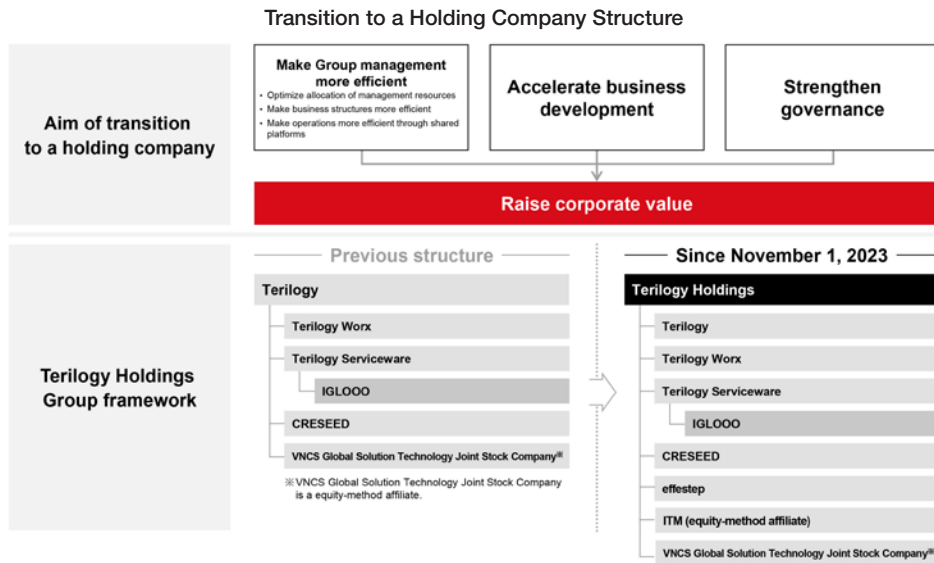 Transition to a Holding Company Structure
Aim of transition
to a holding company
Make Group management
more efficient
• Optimize allocation of management resources
• Make business structures more efficient
• Make operations more efficient through shared
platforms
Accelerate business
development
Strengthen
governance
Raise corporate value
Terilogy Holdings
Group framework
Previous structure
Terilogy
Terilogy Worx
Terilogy Serviceware
IGLOOO
CRESEED
VNCS Global Solution Technology Joint Stock Company※
※VNCS Global Solution Technology Joint Stock Company
is a equity-method affiliate.
Since November 1, 2023
Terilogy Holdings
Terilogy
Terilogy Worx
Terilogy Serviceware
IGLOOO
CRESEED
effestep
ITM (equity-method affiliate)
VNCS Global Solution Technology Joint Stock Company※